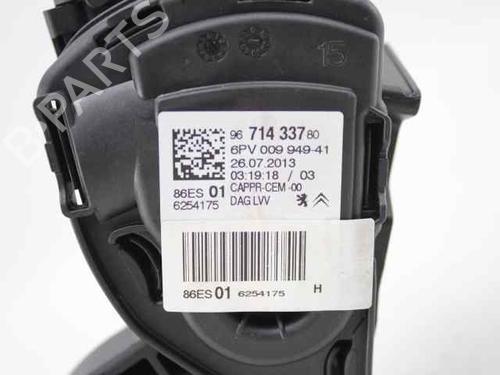 15
96 714 337 80
6PV 009 949-41
26.07.2013
03:19:18 / 03
86ES 01 CAPPR-CEM -00
6254175 DAG LVV
86ES 01 6254175 H